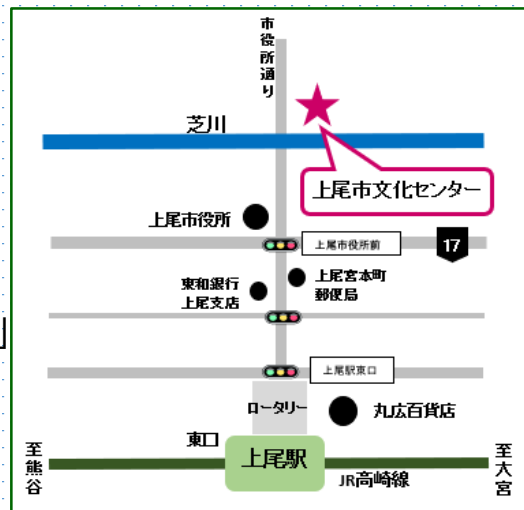 市役所通り
芝川
上尾市文化センター
上尾市役所
上尾市役所前
17
東和銀行
上尾支店
上尾宮本町
郵便局
上尾駅東口
ロータリー
丸広百貨店
東口
上尾駅
JR高崎線
至熊谷
至大宮